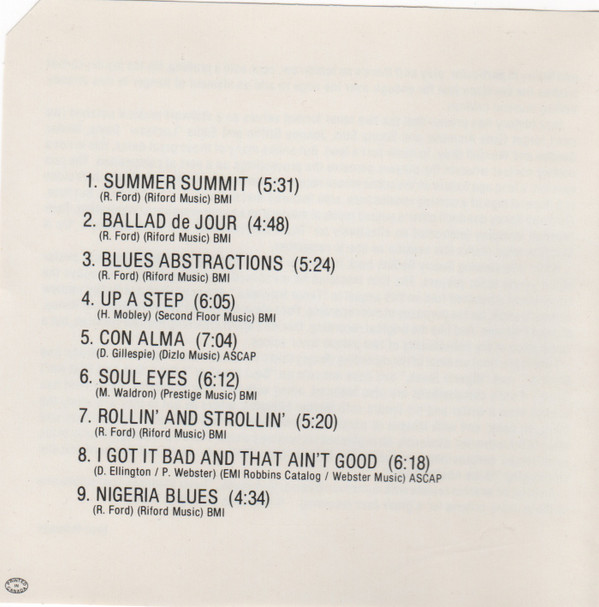 1. SUMMER SUMMIT (5:31)
(R. Ford) (Riford Music) BMI
2. BALLAD de JOUR (4:48)
(R. Ford) (Riford Music) BMI
3. BLUES ABSTRACTIONS (5:24)
(R. Ford) (Riford Music) BMI
4. UP A STEP (6:05)
(H. Mobley) (Second Floor Music) BMI
5. CON ALMA (7:04)
(D. Gillespie) (Dizlo Music) ASCAP
6. SOUL EYES (6:12)
(M. Waldron) (Prestige Music) BMI
7. ROLLIN' AND STROLLIN' (5:20)
(R. Ford) (Riford Music) BMI
8. I GOT IT BAD AND THAT AIN'T GOOD (6:18)
(D. Ellington / P. Webster) (EMI Robbins Catalog / Webster Music) ASCAP
9. NIGERIA BLUES (4:34)
(R. Ford) (Riford Music) BMI
PRINTED
IN
CANADA